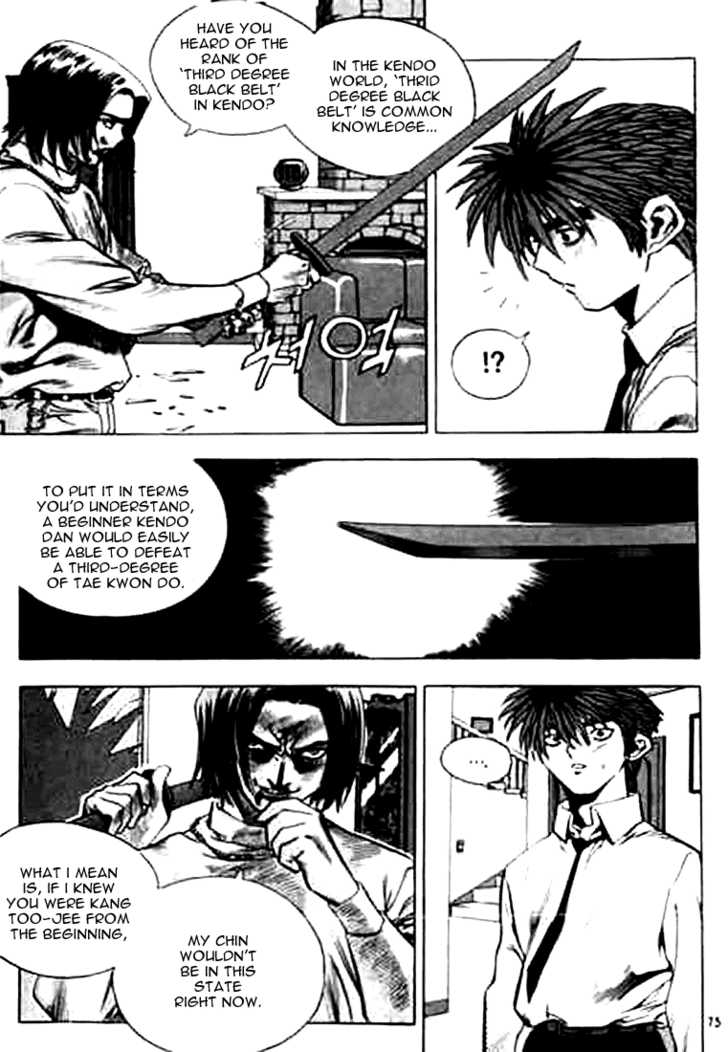 HAVE YOU
HEARD OF THE
RANK OF
'THIRD DEGREE
BLACK BELT'
IN KENDO?
IN THE KENDO
WORLD, 'THRID
DEGREE BLACK
BELT' IS COMMON
KNOWLEDGE...
!?
TO PUT IT IN TERMS
YOU'D UNDERSTAND,
A BEGINNER KENDO
DAN WOULD EASILY
BE ABLE TO DEFEAT
A THIRD-DEGREE
OF TAE KWON DO.
WHAT I MEAN
IS, IF I KNEW
YOU WERE KANG
TOO-JEE FROM
THE BEGINNING,
MY CHIN
WOULDN'T
BE IN THIS
STATE
RIGHT NOW.
...
73